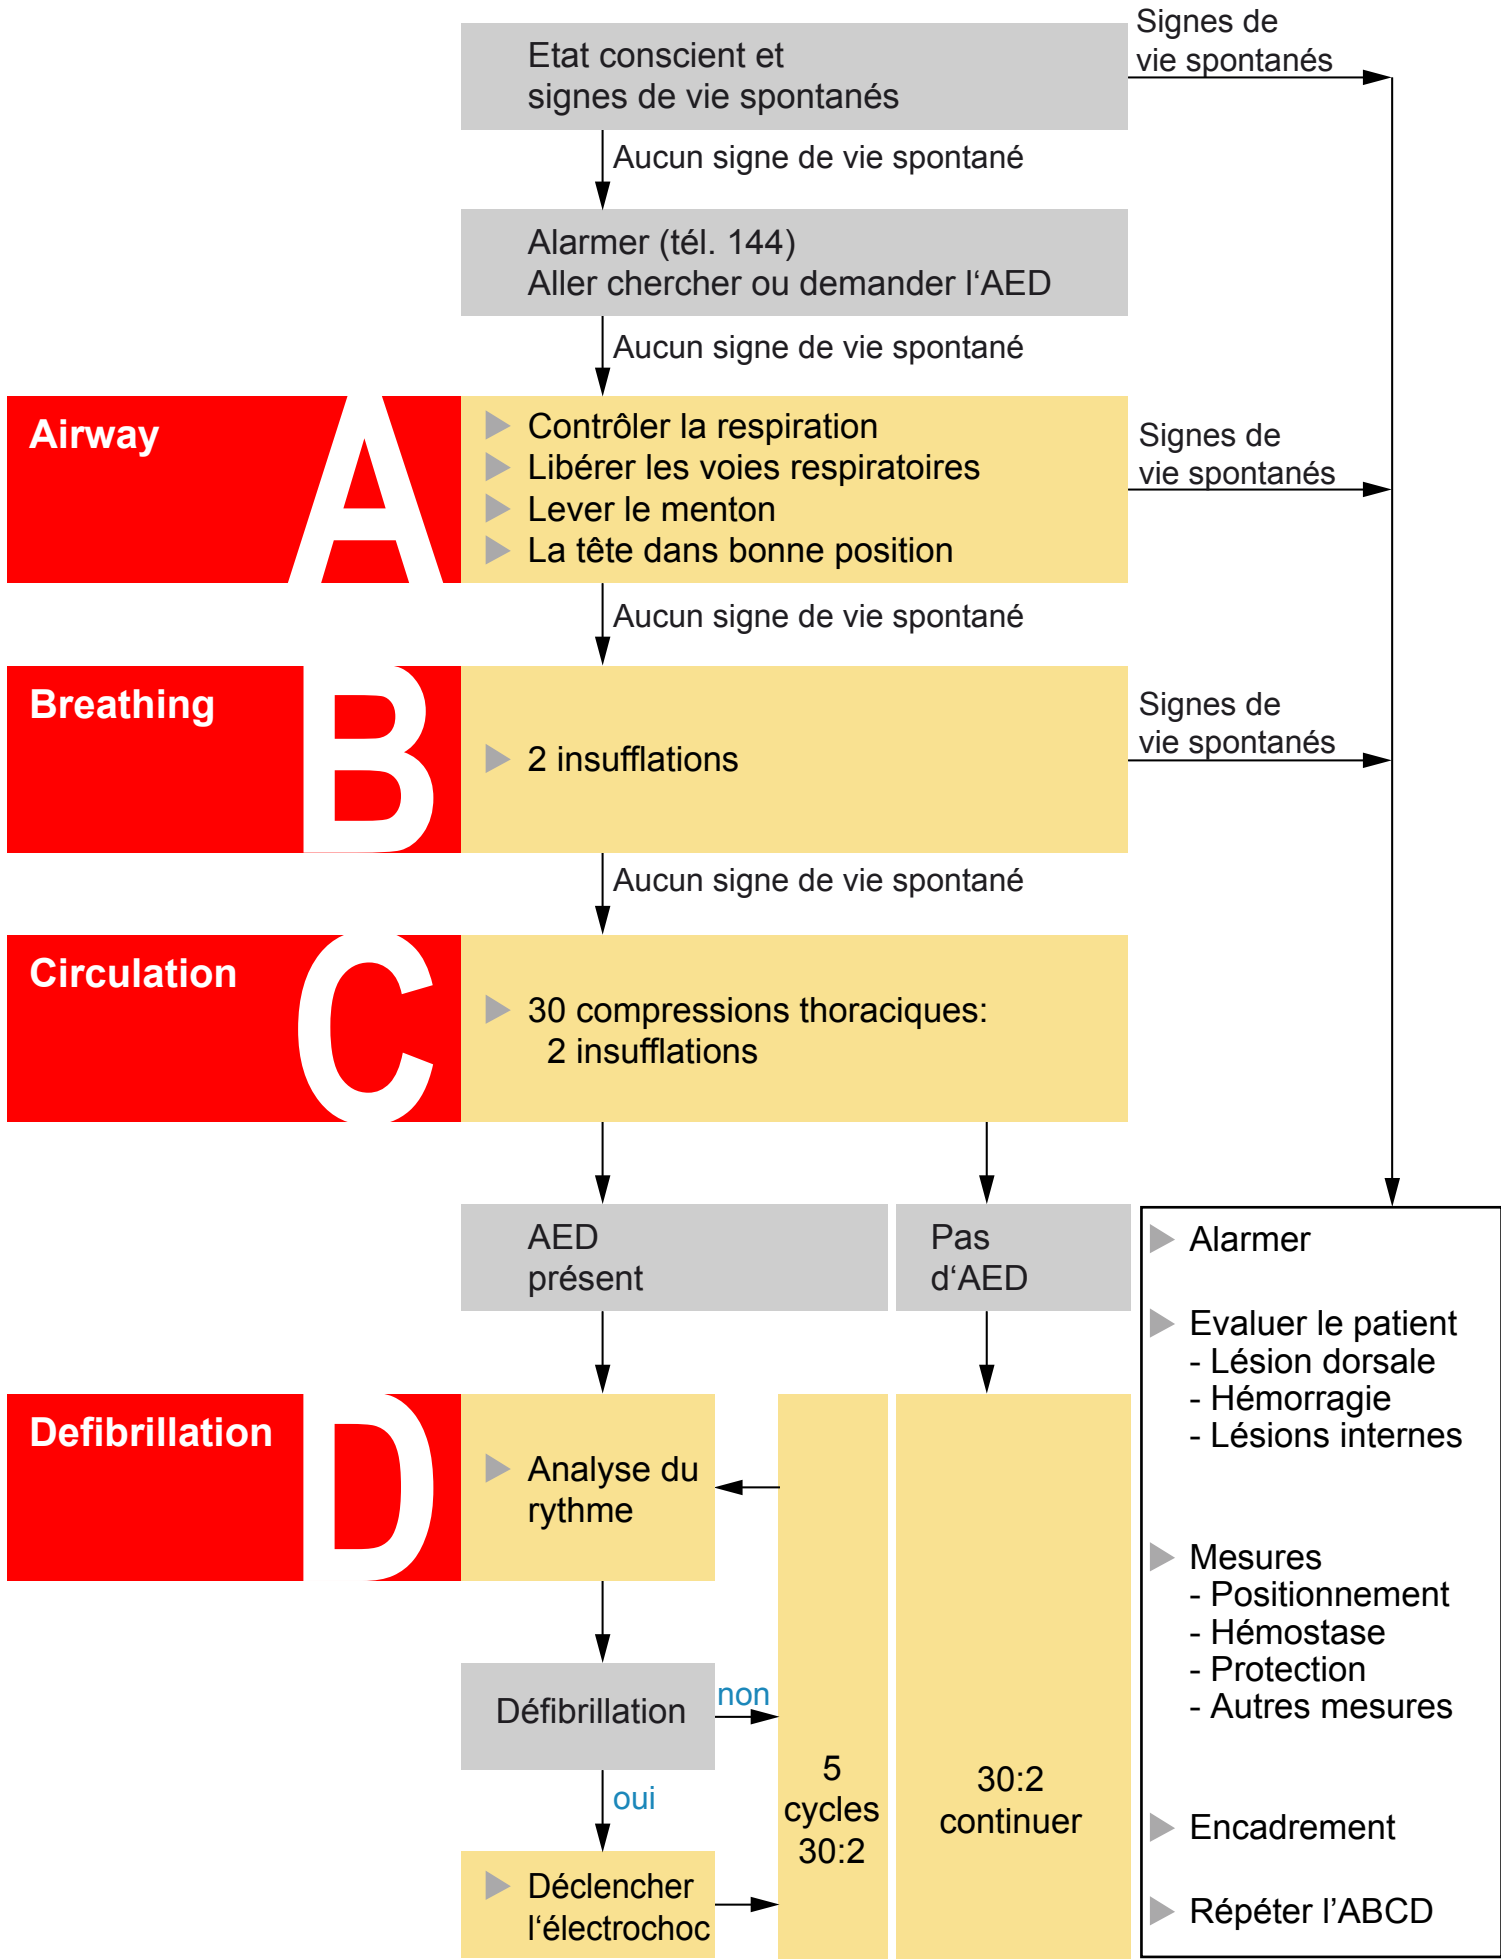 Etat conscient et
signes de vie spontanés
Signes de
vie spontanés
Aucun signe de vie spontané
Alarmer (tél. 144)
Aller chercher ou demander l‘AED
Aucun signe de vie spontané
Airway
A
Contrôler la respiration
Libérer les voies respiratoires
Lever le menton
La tête dans bonne position
Signes de
vie spontanés
Aucun signe de vie spontané
Breathing
B
2 insufflations
Signes de
vie spontanés
Aucun signe de vie spontané
Circulation
C
30 compressions thoraciques:
2 insufflations
AED
présent
Pas
d‘AED
Defibrillation
D
Analyse du
rythme
Défibrillation
non
oui
Déclencher
l‘électrochoc
5
cycles
30:2
30:2
continuer
Alarmer
Evaluer le patient
- Lésion dorsale
- Hémorragie
- Lésions internes
Mesures
- Positionnement
- Hémostase
- Protection
- Autres mesures
Encadrement
Répéter l’ABCD